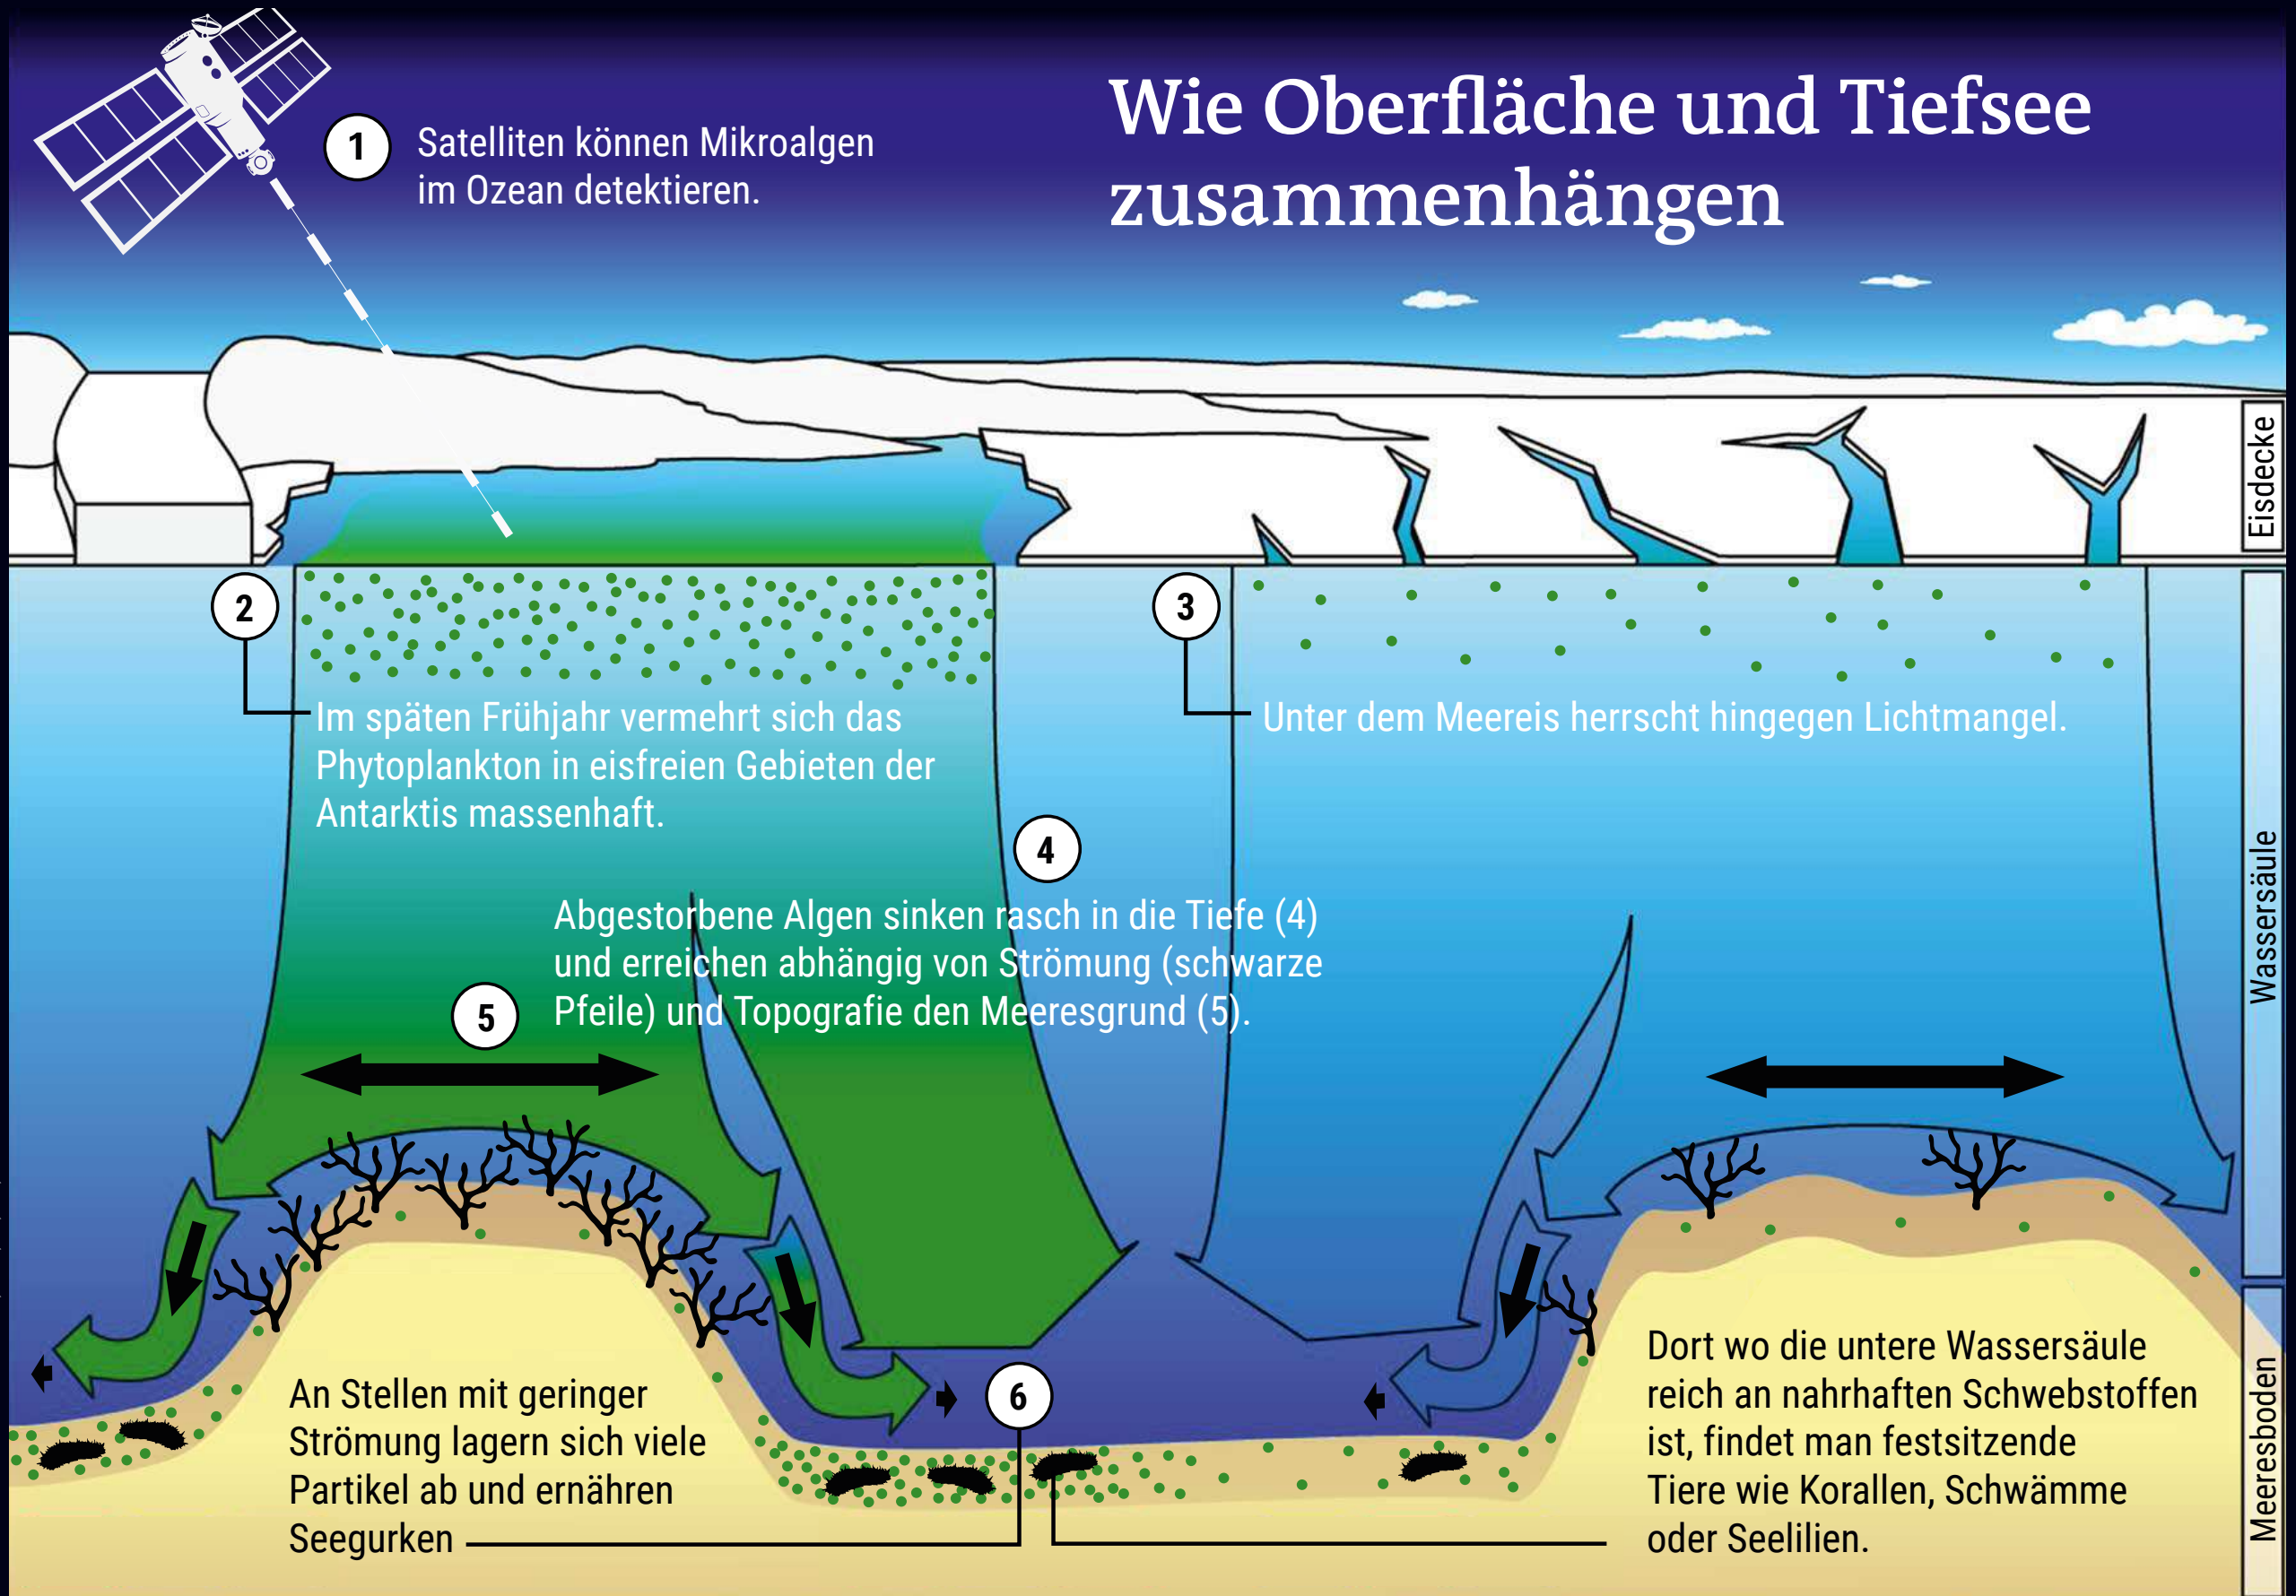 Wie Oberfläche und Tiefsee
zusammenhängen
1
Satelliten können Mikroalgen
im Ozean detektieren.
Eisdecke
2
Im späten Frühjahr vermehrt sich das
Phytoplankton in eisfreien Gebieten der
Antarktis massenhaft.
3
Unter dem Meereis herrscht hingegen Lichtmangel.
Wassersäule
4
Abgestorbene Algen sinken rasch in die Tiefe (4)
und erreichen abhängig von Strömung (schwarze
Pfeile) und Topografie den Meeresgrund (5).
5
6
An Stellen mit geringer
Strömung lagern sich viele
Partikel ab und ernähren
Seegurken
Dort wo die untere Wassersäule
reich an nahrhaften Schwebstoffen
ist, findet man festsitzende
Tiere wie Korallen, Schwämme
oder Seelilien.
Meeresboden